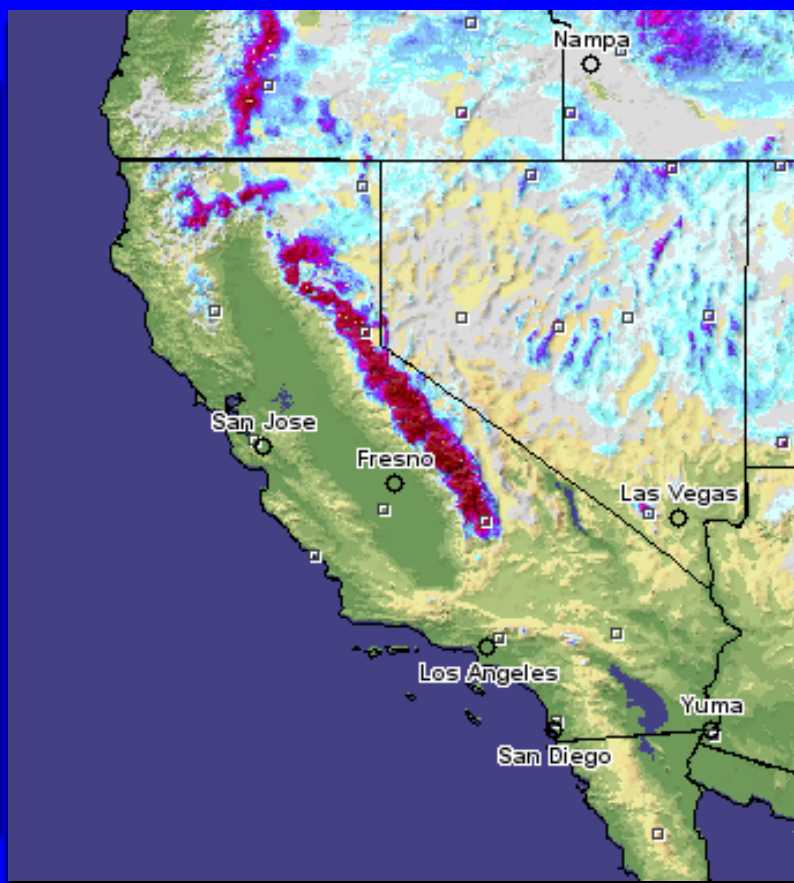 Nampa
San Jose
Fresno
Las Vegas
Los Angeles
Yuma
San Diego